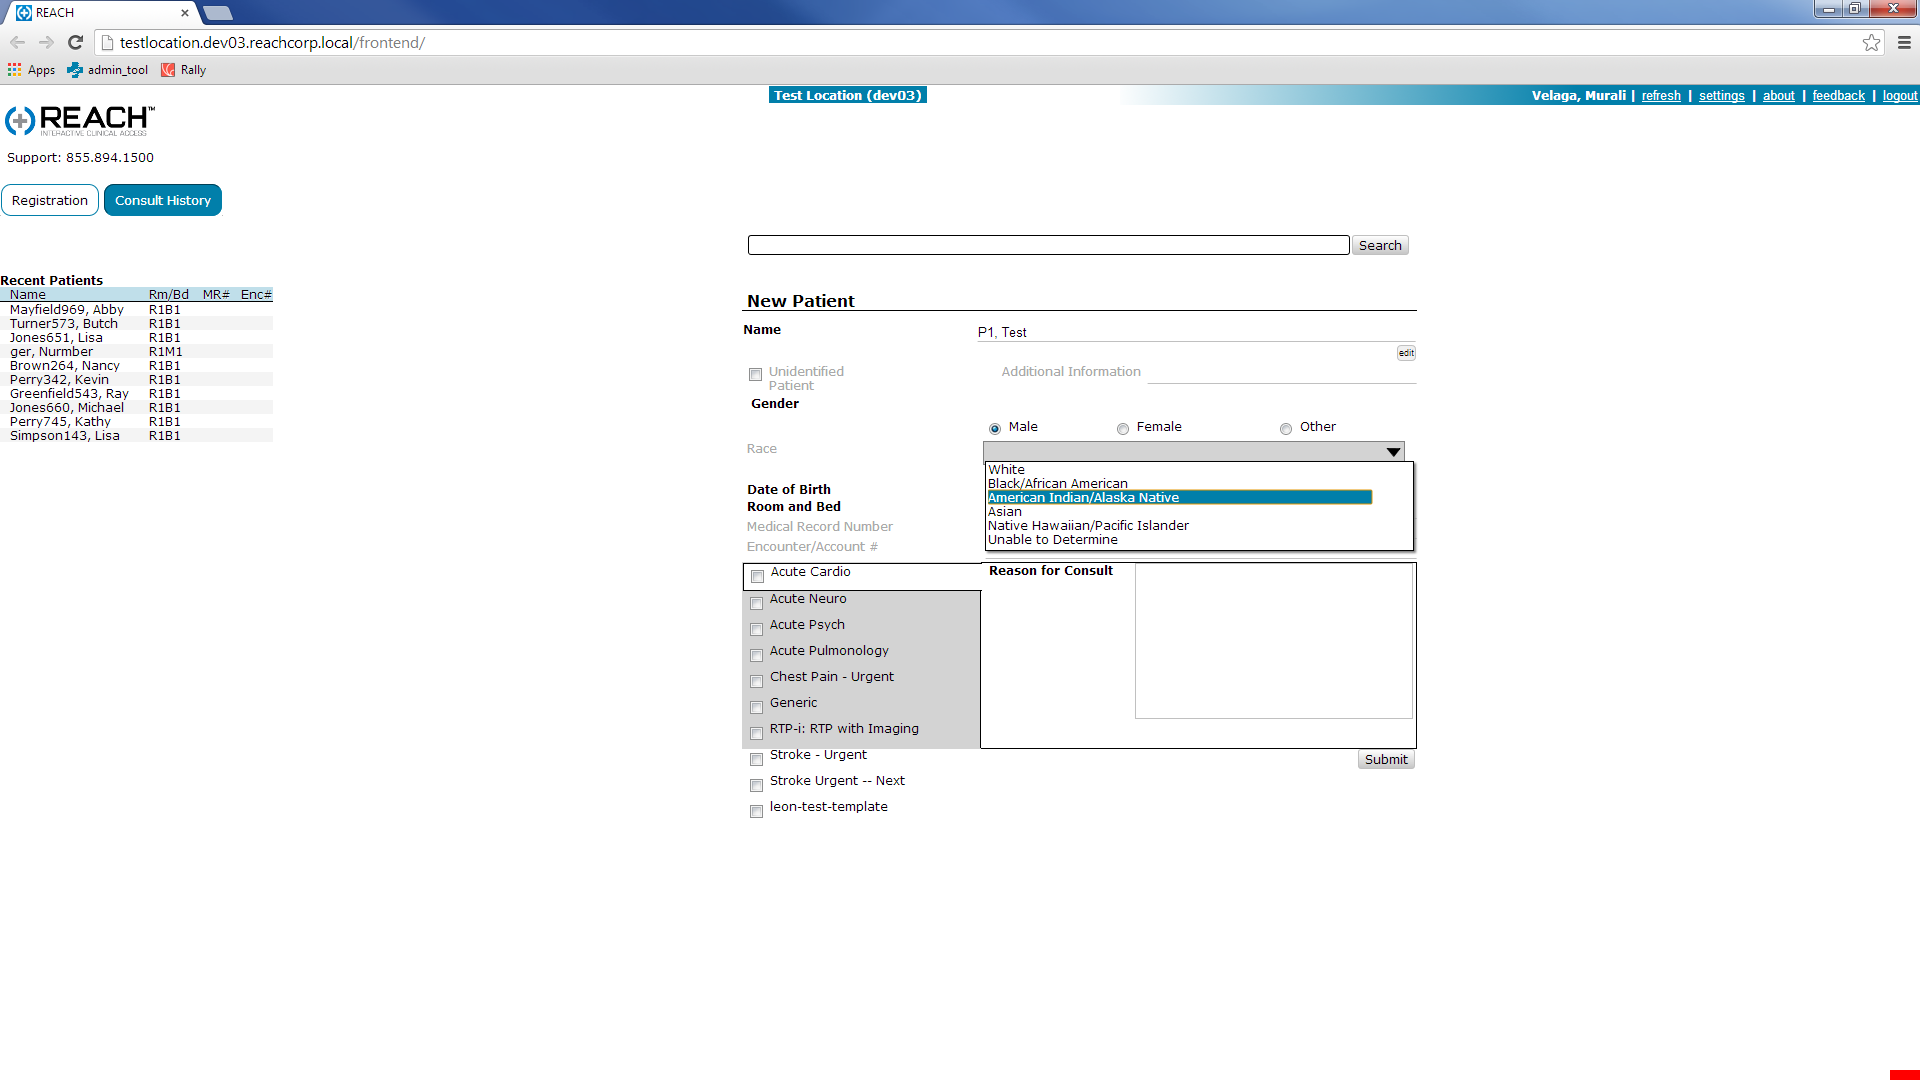 REACH
testlocation.dev03.reachcorp.local/frontend/
Apps admin_tool Rally
Test Location (dev03)
Velaga, Murali | refresh | settings | about | feedback | logout
REACH™
INTERACTIVE CLINICAL ACCESS
Support: 855.894.1500
Registration Consult History
Search
Recent Patients
Name Rm/Bd MR# Enc#
Mayfield969, Abby R1B1
Turner573, Butch R1B1
Jones651, Lisa R1B1
ger, Nurmber R1M1
Brown264, Nancy R1B1
Perry342, Kevin R1B1
Greenfield543, Ray R1B1
Jones660, Michael R1B1
Perry745, Kathy R1B1
Simpson143, Lisa R1B1
New Patient
Name P1, Test
edit
Unidentified
Patient
Additional Information
Gender
Male Female Other
Race
White
Black/African American
American Indian/Alaska Native
Asian
Native Hawaiian/Pacific Islander
Unable to Determine
Date of Birth
Room and Bed
Medical Record Number
Encounter/Account #
Acute Cardio
Acute Neuro
Acute Psych
Acute Pulmonology
Chest Pain - Urgent
Generic
RTP-i: RTP with Imaging
Stroke - Urgent
Stroke Urgent -- Next
leon-test-template
Reason for Consult
Submit